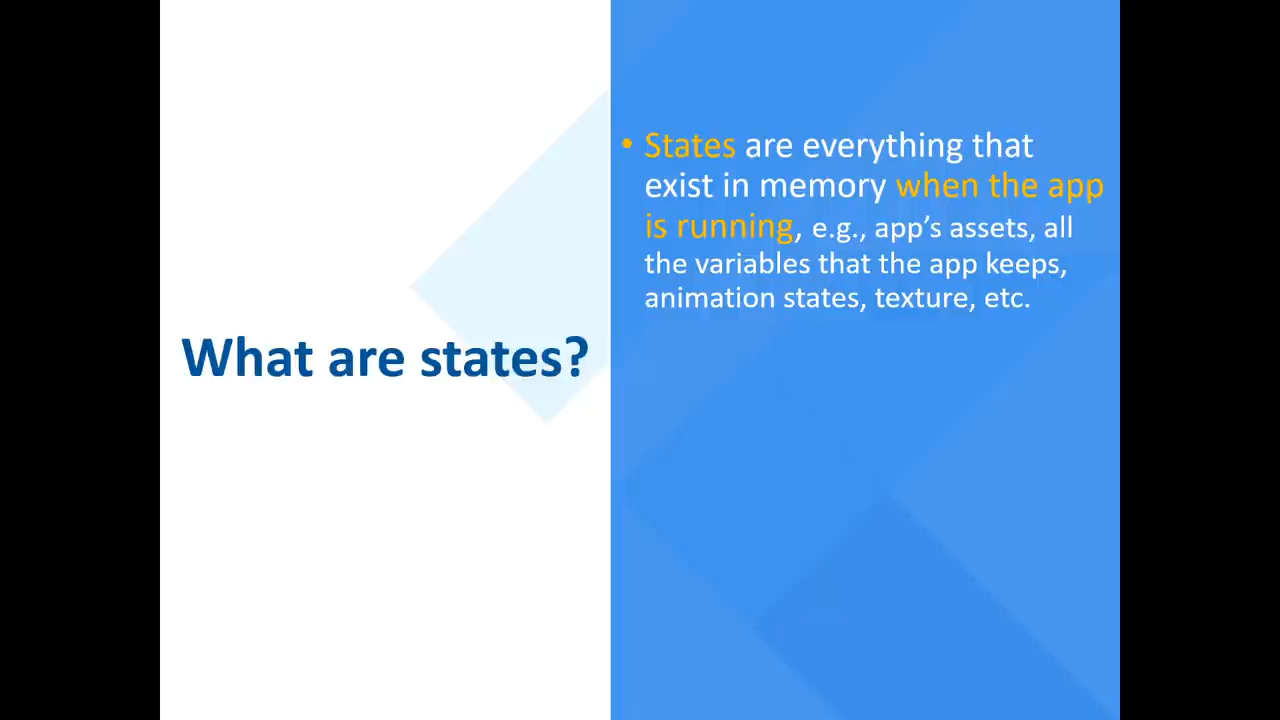 What are states?
• States are everything that
exist in memory when the app
is running, e.g., app’s assets, all
the variables that the app keeps,
animation states, texture, etc.